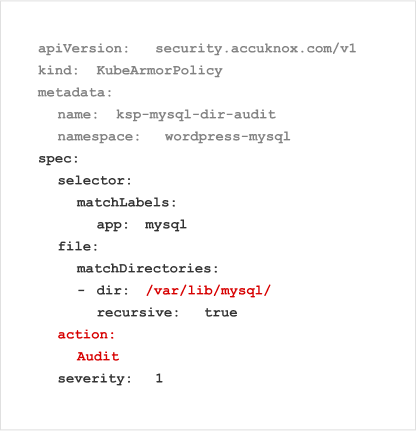 apiVersion: security.accuknox.com/v1
kind: KubeArmorPolicy
metadata:
name: ksp-mysql-dir-audit
namespace: wordpress-mysql
spec:
selector:
matchLabels:
app: mysql
file:
matchDirectories:
- dir: /var/lib/mysql/
recursive: true
action:
Audit
severity: 1